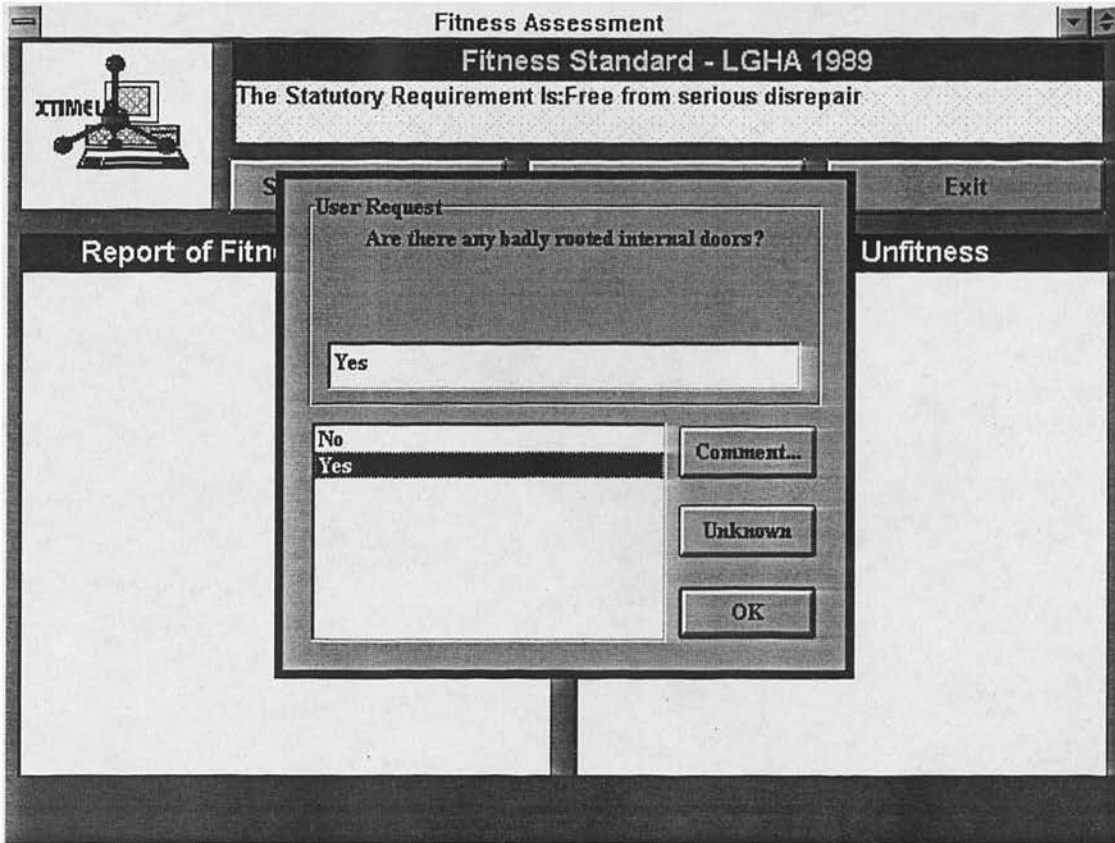 Fitness Assessment
Fitness Standard - LGHA 1989
The Statutory Requirement Is:Free from serious disrepair
XTIMEL
S
Exit
User Request
Are there any badly rooted internal doors?
Report of Fitn
Unfitness
Yes
No
Yes
Comment...
Unknown
OK